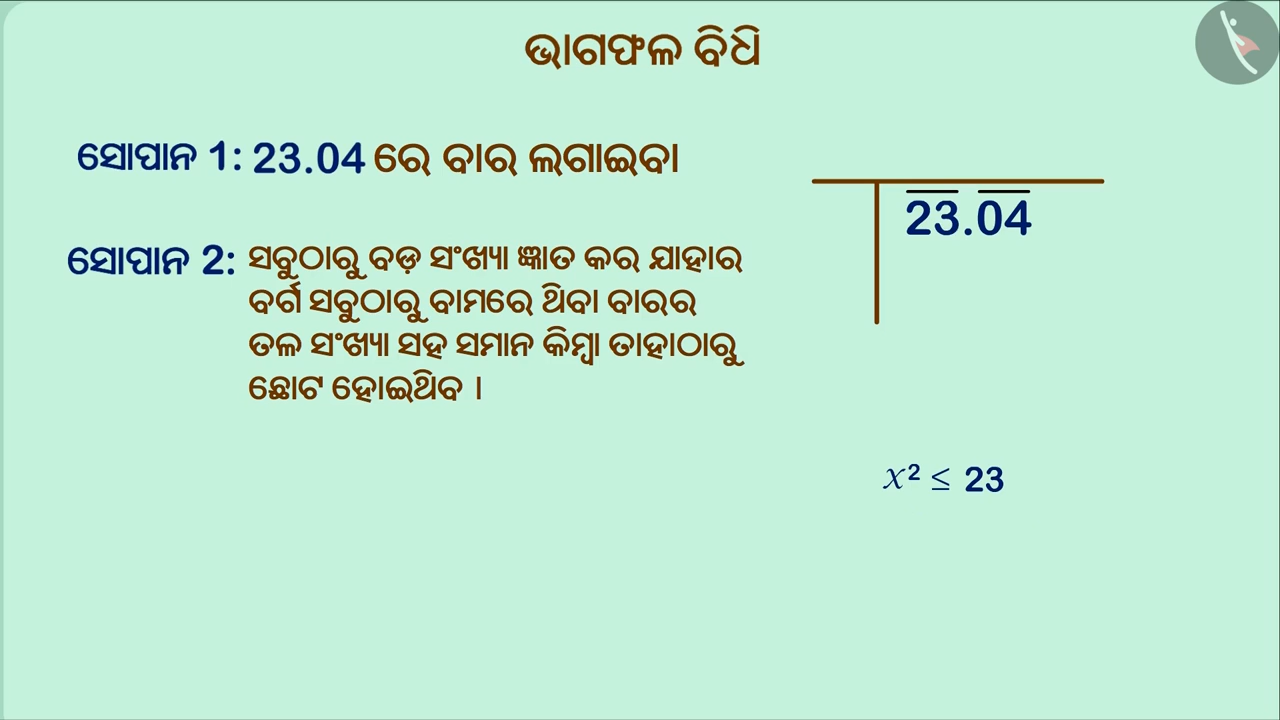 ଭାଗଫଳ ବିଧି
ସୋପାନ 1: 23.04 ରେ ବାର ଲଗାଇବା
23.04
ସୋପାନ 2: ସବୁଠାରୁ ବଡ଼ ସଂଖ୍ୟା ଜ୍ଞାତ କର ଯାହାର
ବର୍ଗ ସବୁଠାରୁ ବାମରେ ଥିବା ବାରର
ତଳ ସଂଖ୍ୟା ସହ ସମାନ କିମ୍ବା ତାହାଠାରୁ
ଛୋଟ ହୋଇଥିବ ।
x² ≤ 23